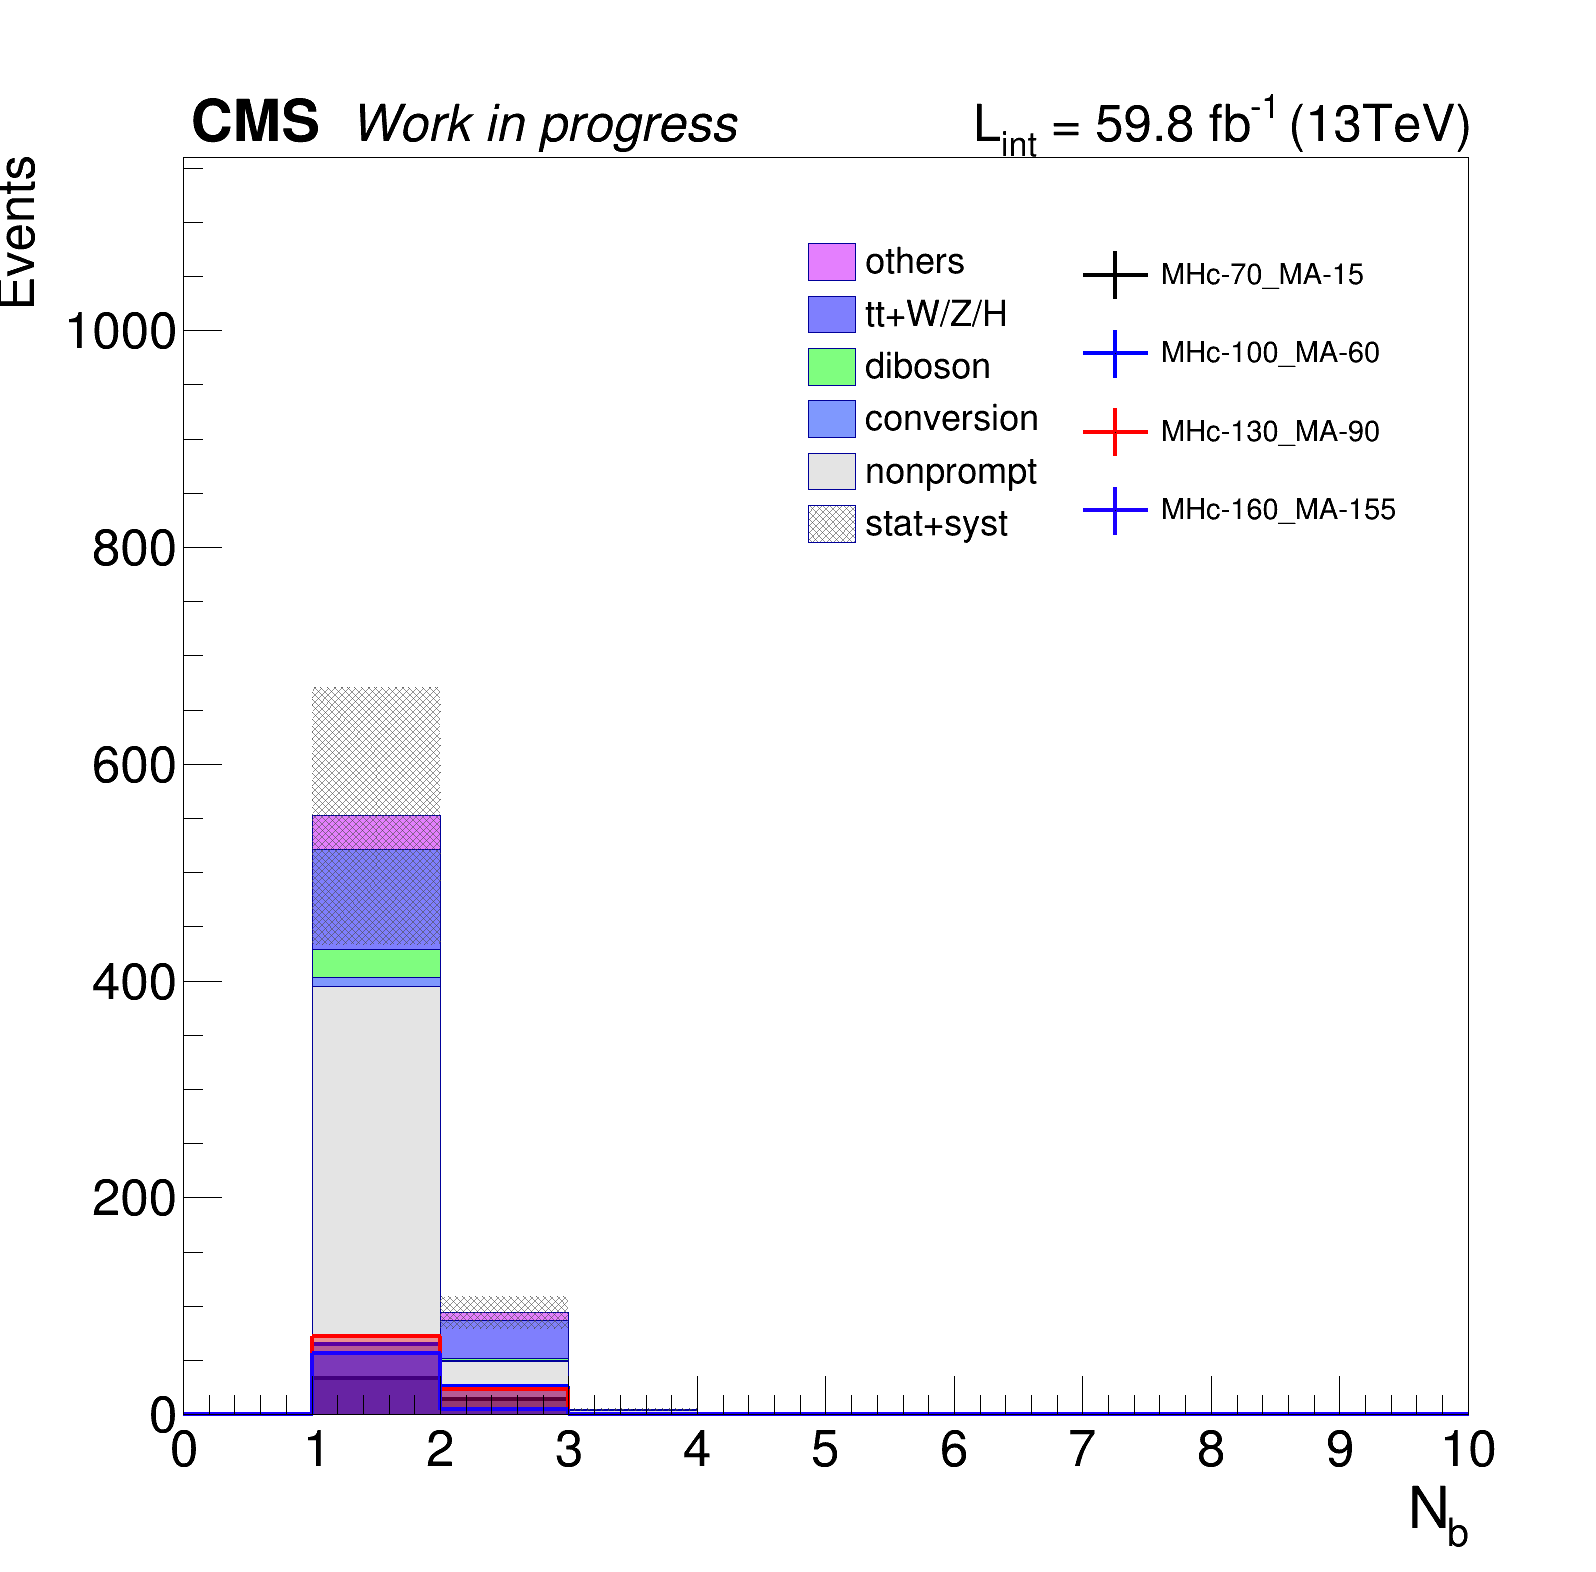 CMS Work in progress
L_int = 59.8 fb^-1 (13TeV)
Events
1000
800
600
400
200
0
others
tt+W/Z/H
diboson
conversion
nonprompt
stat+syst
MHc-70_MA-15
MHc-100_MA-60
MHc-130_MA-90
MHc-160_MA-155
0 1 2 3 4 5 6 7 8 9 10
N_b